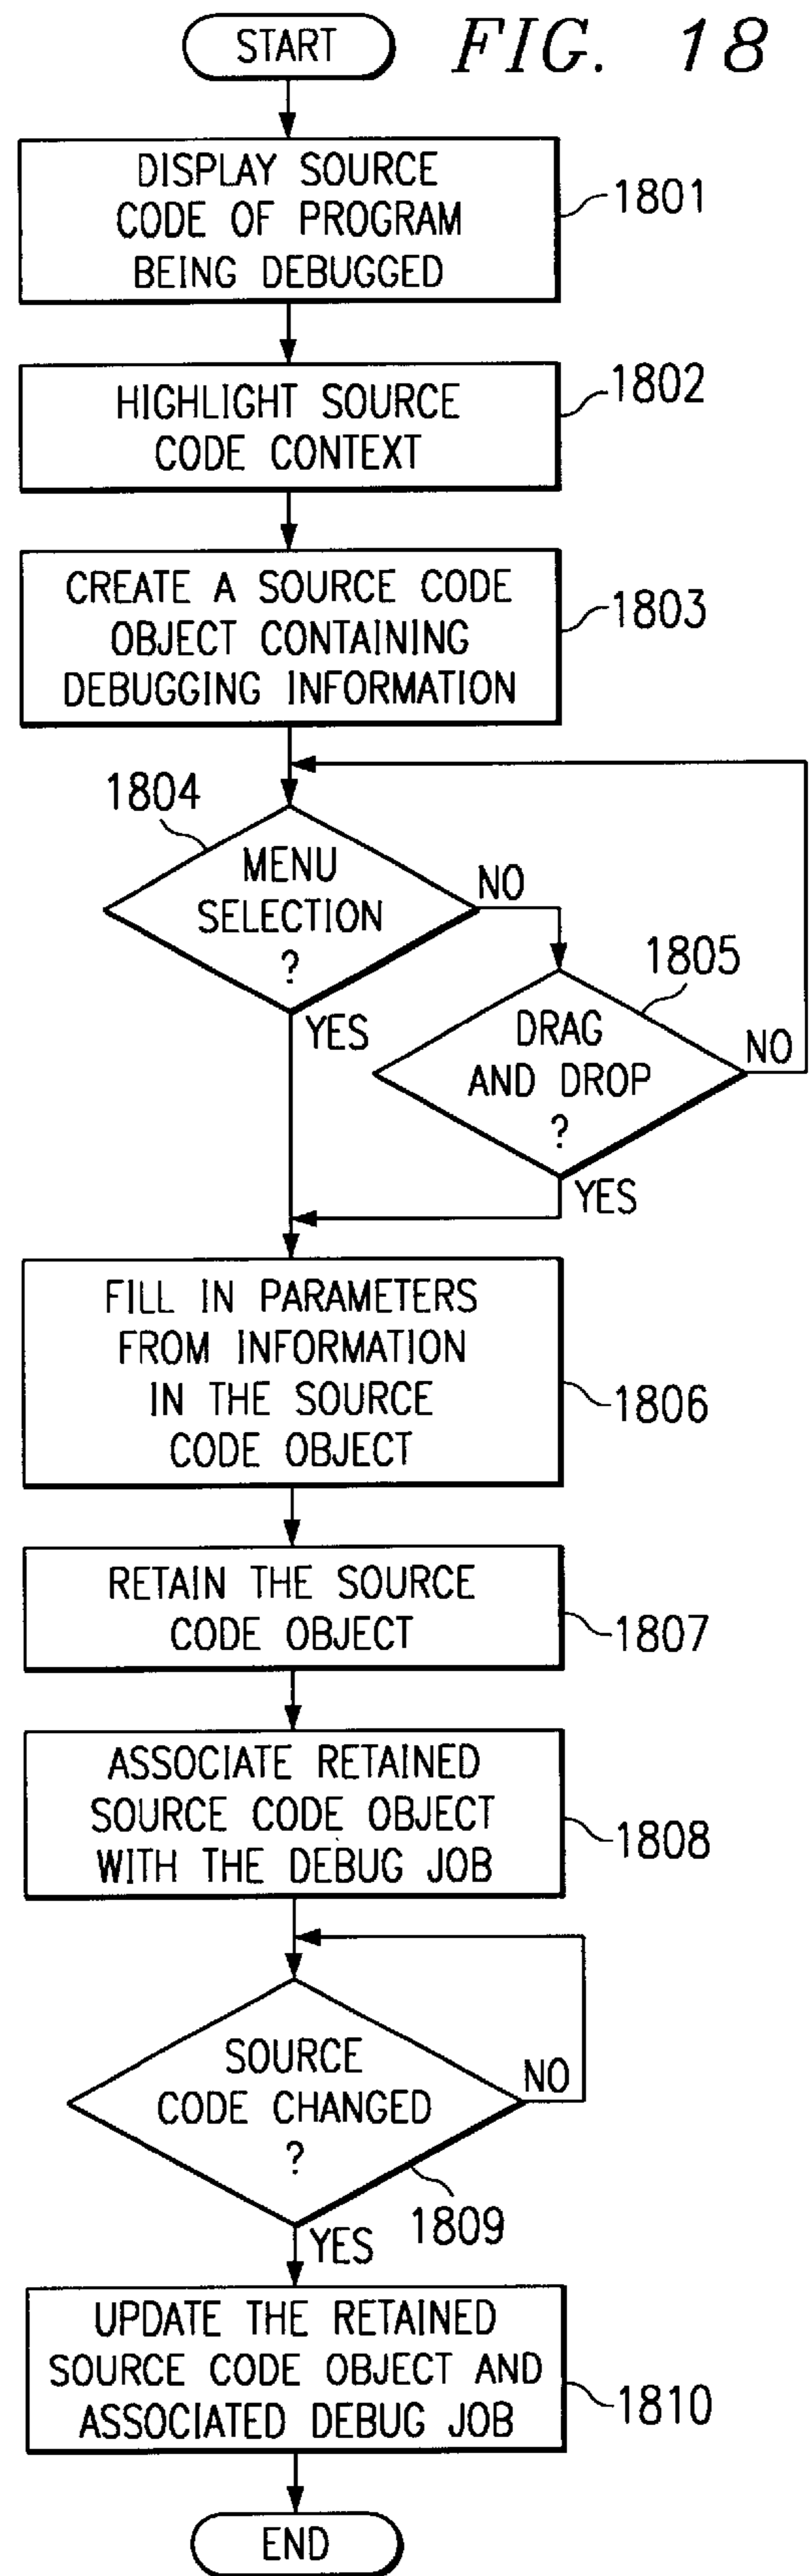 START
FIG. 18
DISPLAY SOURCE
CODE OF PROGRAM
BEING DEBUGGED
1801
HIGHLIGHT SOURCE
CODE CONTEXT
1802
CREATE A SOURCE CODE
OBJECT CONTAINING
DEBUGGING INFORMATION
1803
1804
MENU
SELECTION
?
NO
YES
1805
DRAG
AND DROP
?
NO
YES
FILL IN PARAMETERS
FROM INFORMATION
IN THE SOURCE
CODE OBJECT
1806
RETAIN THE SOURCE
CODE OBJECT
1807
ASSOCIATE RETAINED
SOURCE CODE OBJECT
WITH THE DEBUG JOB
1808
SOURCE
CODE CHANGED
?
NO
1809
YES
UPDATE THE RETAINED
SOURCE CODE OBJECT AND
ASSOCIATED DEBUG JOB
1810
END